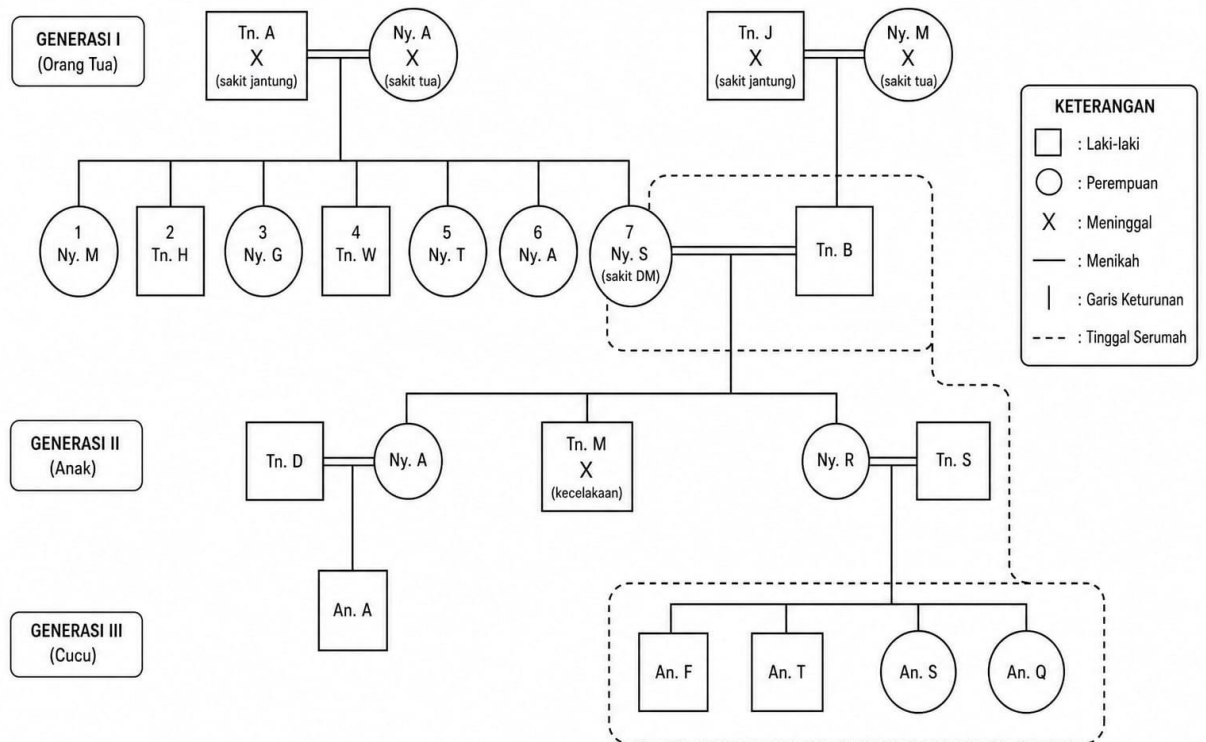 GENERASI I
(Orang Tua)
Tn. A
X
(sakit jantung)
Ny. A
X
(sakit tua)
Tn. J
X
(sakit jantung)
Ny. M
X
(sakit tua)
KETERANGAN
: Laki-laki
: Perempuan
X : Meninggal
: Menikah
: Garis Keturunan
: Tinggal Serumah
1
Ny. M
2
Tn. H
3
Ny. G
4
Tn. W
5
Ny. T
6
Ny. A
7
Ny. S
(sakit DM)
Tn. B
GENERASI II
(Anak)
Tn. D
Ny. A
Tn. M
X
(kecelakaan)
Ny. R
Tn. S
GENERASI III
(Cucu)
An. A
An. F
An. T
An. S
An. Q